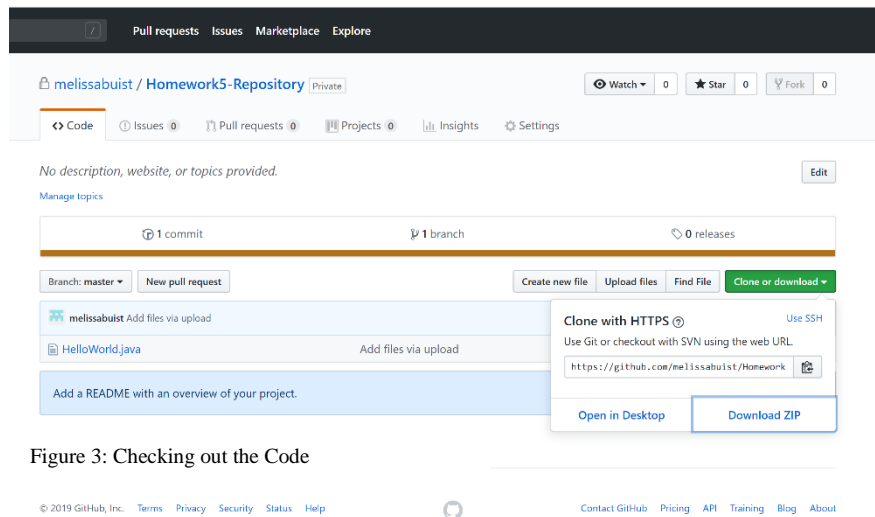 / Pull requests Issues Marketplace Explore
melissabuist / Homework5-Repository Private
Watch 0 Star 0 Fork 0
Code Issues 0 Pull requests 0 Projects 0 Insights Settings
No description, website, or topics provided.
Edit
Manage topics
1 commit 1 branch 0 releases
Branch: master New pull request Create new file Upload files Find File Clone or download
melissabuist Add files via upload
HelloWorld.java Add files via upload
Add a README with an overview of your project.
Clone with HTTPS ? Use SSH
Use Git or checkout with SVN using the web URL.
https://github.com/melissabuist/Homework
Open in Desktop Download ZIP
Figure 3: Checking out the Code
© 2019 GitHub, Inc. Terms Privacy Security Status Help Contact GitHub Pricing API Training Blog About